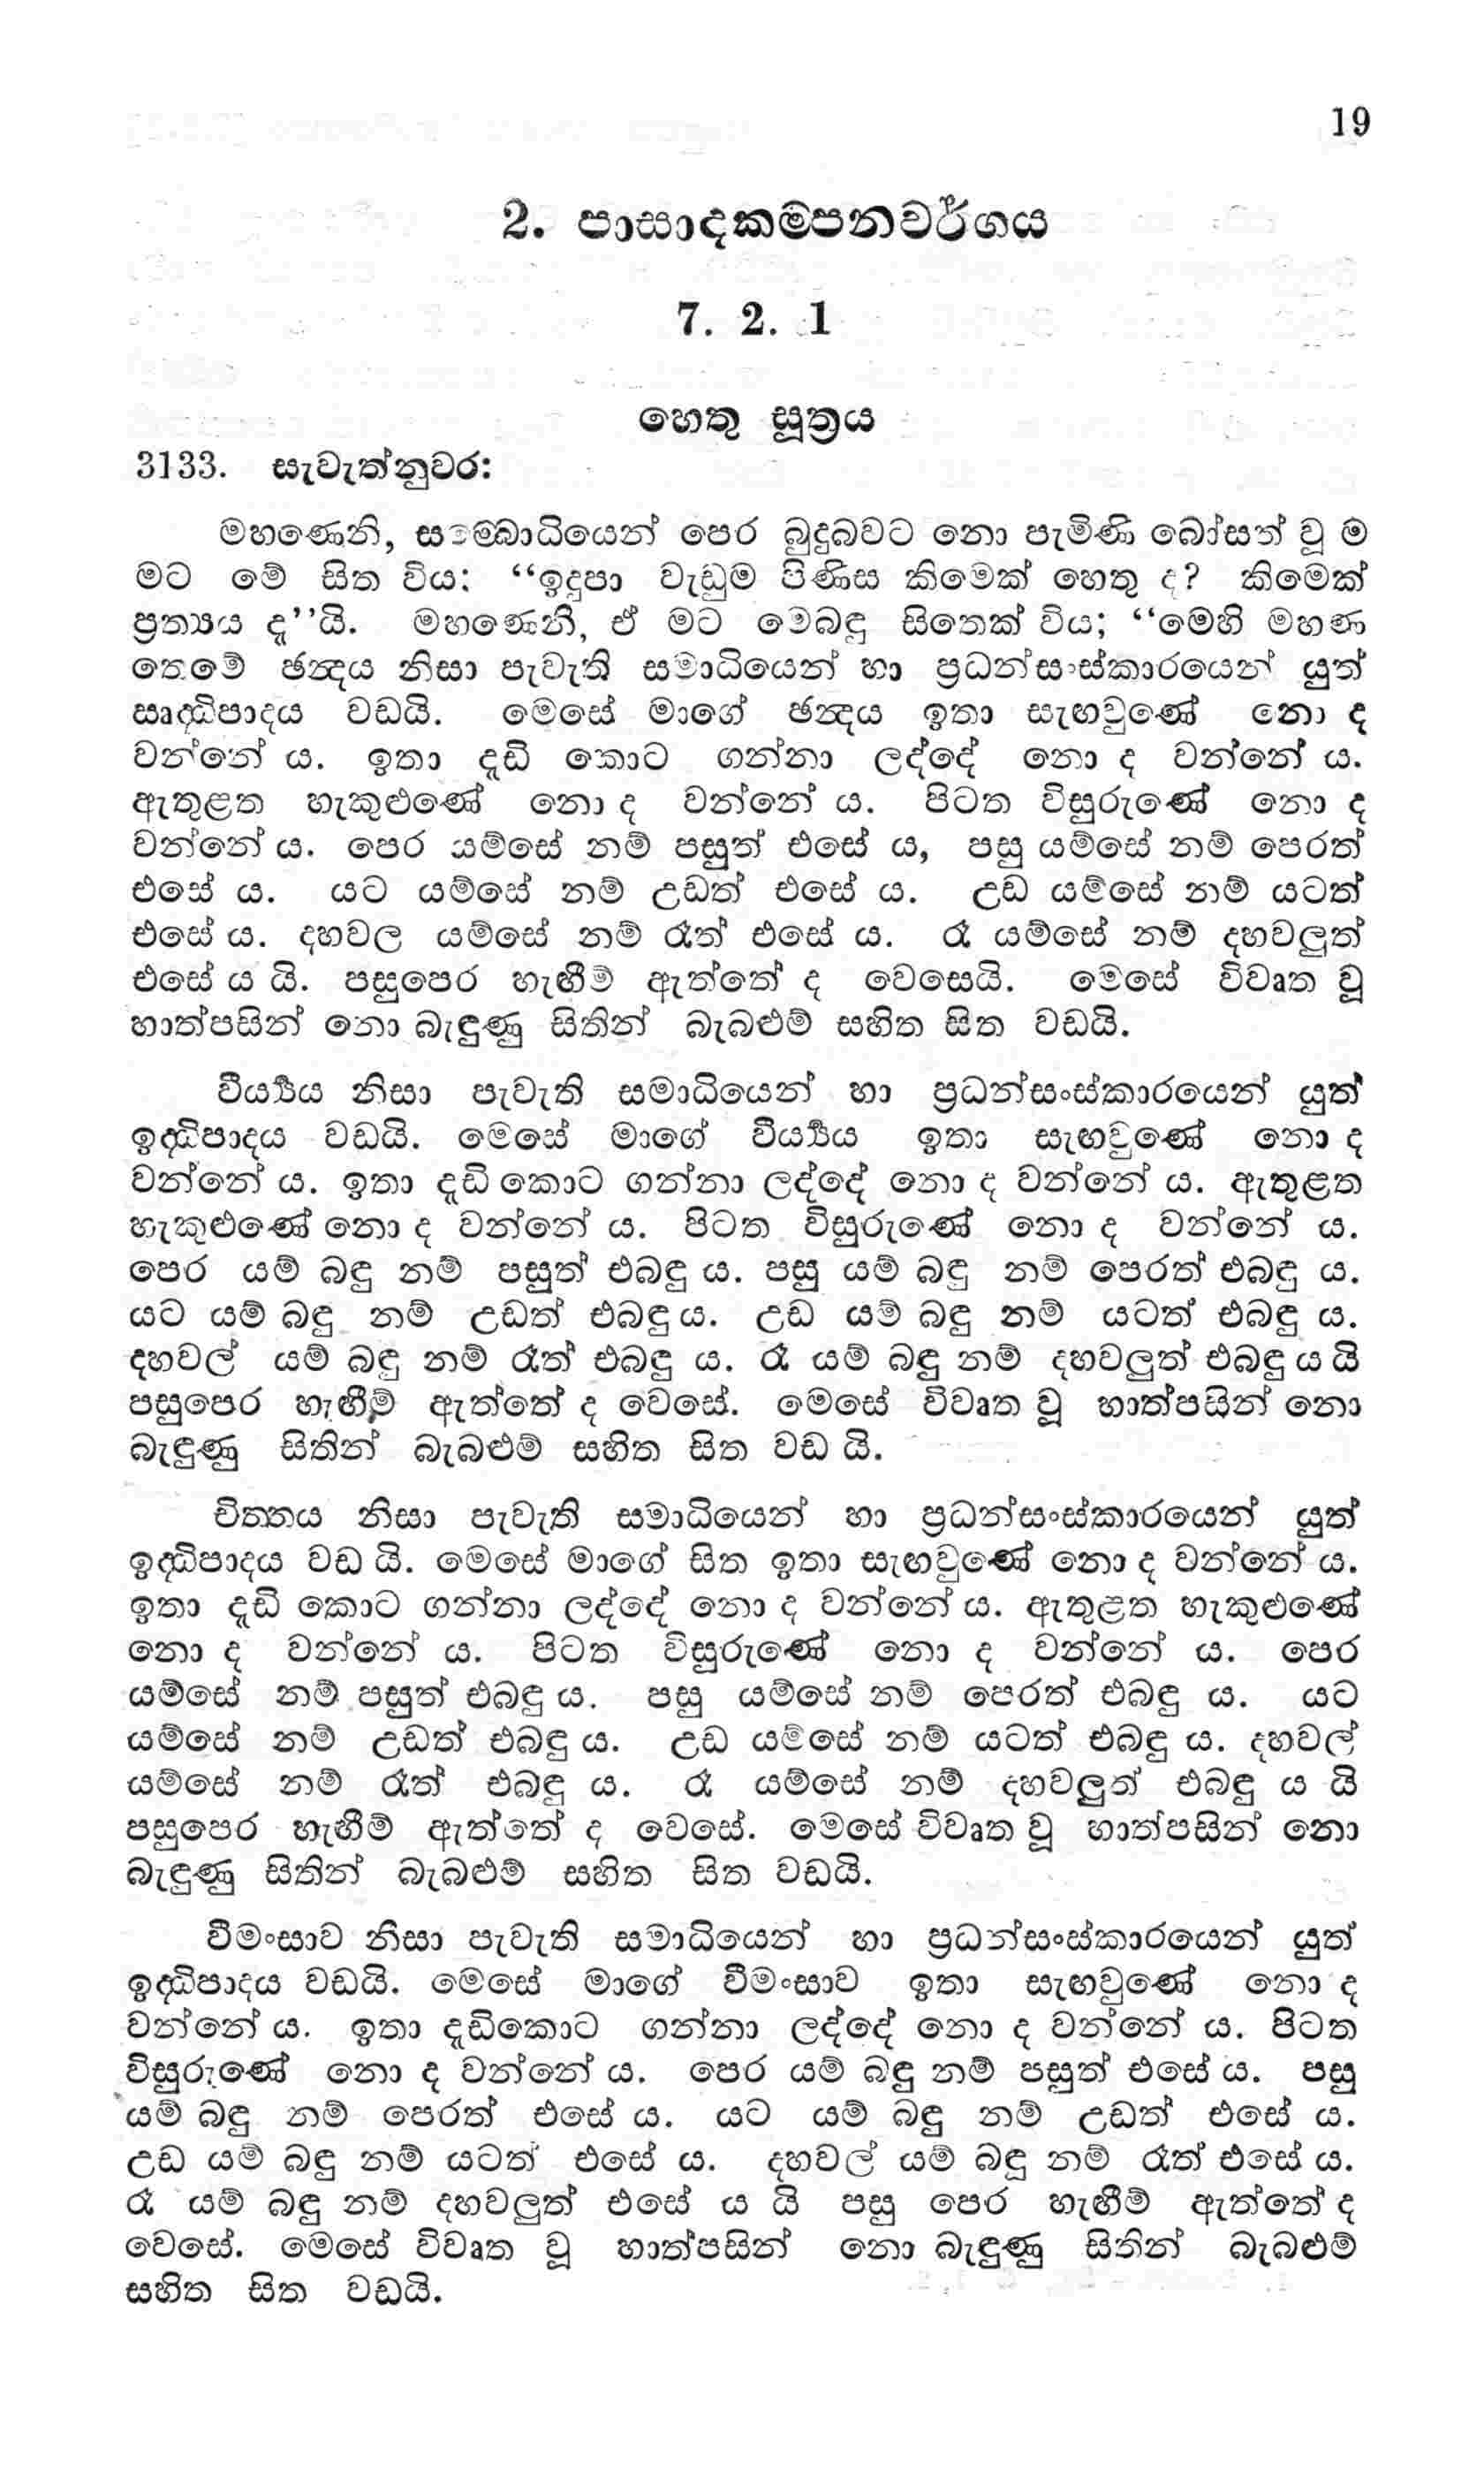 19
2. පාසාදකම්පනවර්ගය
7. 2. 1
හෙතු සූත්‍රය
3133. සැවැත්නුවර:
මහණෙනි, සම්බොධියෙන් පෙර බුදුබවට නො පැමිණි බෝසත් වූ ම
මට මේ සිත විය: “ඉදුපා වැඩුම පිණිස කිමෙක් හෙතු ද? කිමෙක්
ප්‍රත්‍යය ද”යි. මහණෙනි, ඒ මට මෙබඳු සිතෙක් විය; “මෙහි මහණ
තෙමේ ඡන්‍දය නිසා පැවැති සමාධියෙන් හා ප්‍රධන්සංස්කාරයෙන් යුත්
සෘද්‍ධිපාදය වඩයි. මෙසේ මාගේ ඡන්‍දය ඉතා සැඟවුණේ නො ද
වන්නේ ය. ඉතා දැඩි කොට ගන්නා ලද්දේ නො ද වන්නේ ය.
ඇතුළත හැකුළුණේ නො ද වන්නේ ය. පිටත විසුරුණේ නො ද
වන්නේ ය. පෙර යම්සේ නම් පසුත් එසේ ය, පසු යම්සේ නම් පෙරත්
එසේ ය. යට යම්සේ නම් උඩත් එසේ ය. උඩ යම්සේ නම් යටත්
එසේ ය. දහවල යම්සේ නම් රෑත් එසේ ය. රෑ යම්සේ නම් දහවලුත්
එසේ ය යි. පසුපෙර හැඟීම් ඇත්තේ ද වෙසෙයි. මෙසේ විවෘත වූ
හාත්පසින් නො බැඳුණු සිතින් බැබළුම් සහිත සිත වඩයි.
වීර්‍ය්‍යය නිසා පැවැති සමාධියෙන් හා ප්‍රධන්සංස්කාරයෙන් යුත්
ඉද්‍ධිපාදය වඩයි. මෙසේ මාගේ වීර්‍ය්‍යය ඉතා සැඟවුණේ නො ද
වන්නේ ය. ඉතා දැඩි කොට ගන්නා ලද්දේ නො ද වන්නේ ය. ඇතුළත
හැකුළුණේ නො ද වන්නේ ය. පිටත විසුරුණේ නො ද වන්නේ ය.
පෙර යම් බඳු නම් පසුත් එබඳු ය. පසු යම් බඳු නම් පෙරත් එබඳු ය.
යට යම් බඳු නම් උඩත් එබඳු ය. උඩ යම් බඳු නම් යටත් එබඳු ය.
දහවල් යම් බඳු නම් රෑත් එබඳු ය. රෑ යම් බඳු නම් දහවලුත් එබඳු ය යි
පසුපෙර හැඟීම් ඇත්තේ ද වෙසේ. මෙසේ විවෘත වූ හාත්පසින් නො
බැඳුණු සිතින් බැබළුම් සහිත සිත වඩ යි.
චිත්තය නිසා පැවැති සමාධියෙන් හා ප්‍රධන්සංස්කාරයෙන් යුත්
ඉද්‍ධිපාදය වඩ යි. මෙසේ මාගේ සිත ඉතා සැඟවුණේ නො ද වන්නේ ය.
ඉතා දැඩි කොට ගන්නා ලද්දේ නො ද වන්නේ ය. ඇතුළත හැකුළුණේ
නො ද වන්නේ ය. පිටත විසුරුණේ නො ද වන්නේ ය. පෙර
යම්සේ නම් පසුත් එබඳු ය. පසු යම්සේ නම් පෙරත් එබඳු ය. යට
යම්සේ නම් උඩත් එබඳු ය. උඩ යම්සේ නම් යටත් එබඳු ය. දහවල්
යම්සේ නම් රෑත් එබඳු ය. රෑ යම්සේ නම් දහවලුත් එබඳු ය යි
පසුපෙර හැඟීම් ඇත්තේ ද වෙසේ. මෙසේ විවෘත වූ හාත්පසින් නො
බැඳුණු සිතින් බැබළුම් සහිත සිත වඩයි.
වීමංසාව නිසා පැවැති සමාධියෙන් හා ප්‍රධන්සංස්කාරයෙන් යුත්
ඉද්‍ධිපාදය වඩයි. මෙසේ මාගේ වීමංසාව ඉතා සැඟවුණේ නො ද
වන්නේ ය. ඉතා දැඩිකොට ගන්නා ලද්දේ නො ද වන්නේ ය. පිටත
විසුරුණේ නො ද වන්නේ ය. පෙර යම් බඳු නම් පසුත් එසේ ය. පසු
යම් බඳු නම් පෙරත් එසේ ය. යට යම් බඳු නම් උඩත් එසේ ය.
උඩ යම් බඳු නම් යටත් එසේ ය. දහවල් යම් බඳු නම් රෑත් එසේ ය.
රෑ යම් බඳු නම් දහවලුත් එසේ ය යි පසු පෙර හැඟීම් ඇත්තේ ද
වෙසේ. මෙසේ විවෘත වූ හාත්පසින් නො බැඳුණු සිතින් බැබළුම්
සහිත සිත වඩයි.